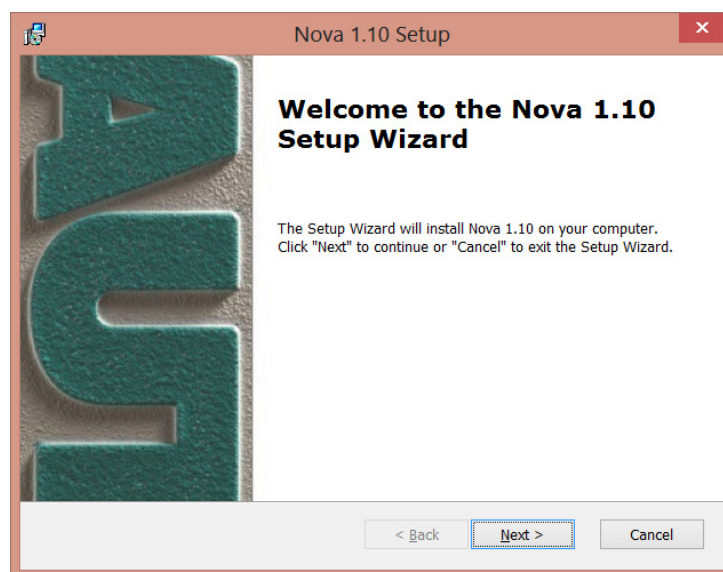 Nova 1.10 Setup
AUT
Welcome to the Nova 1.10
Setup Wizard
The Setup Wizard will install Nova 1.10 on your computer.
Click "Next" to continue or "Cancel" to exit the Setup Wizard.
< Back
Next >
Cancel